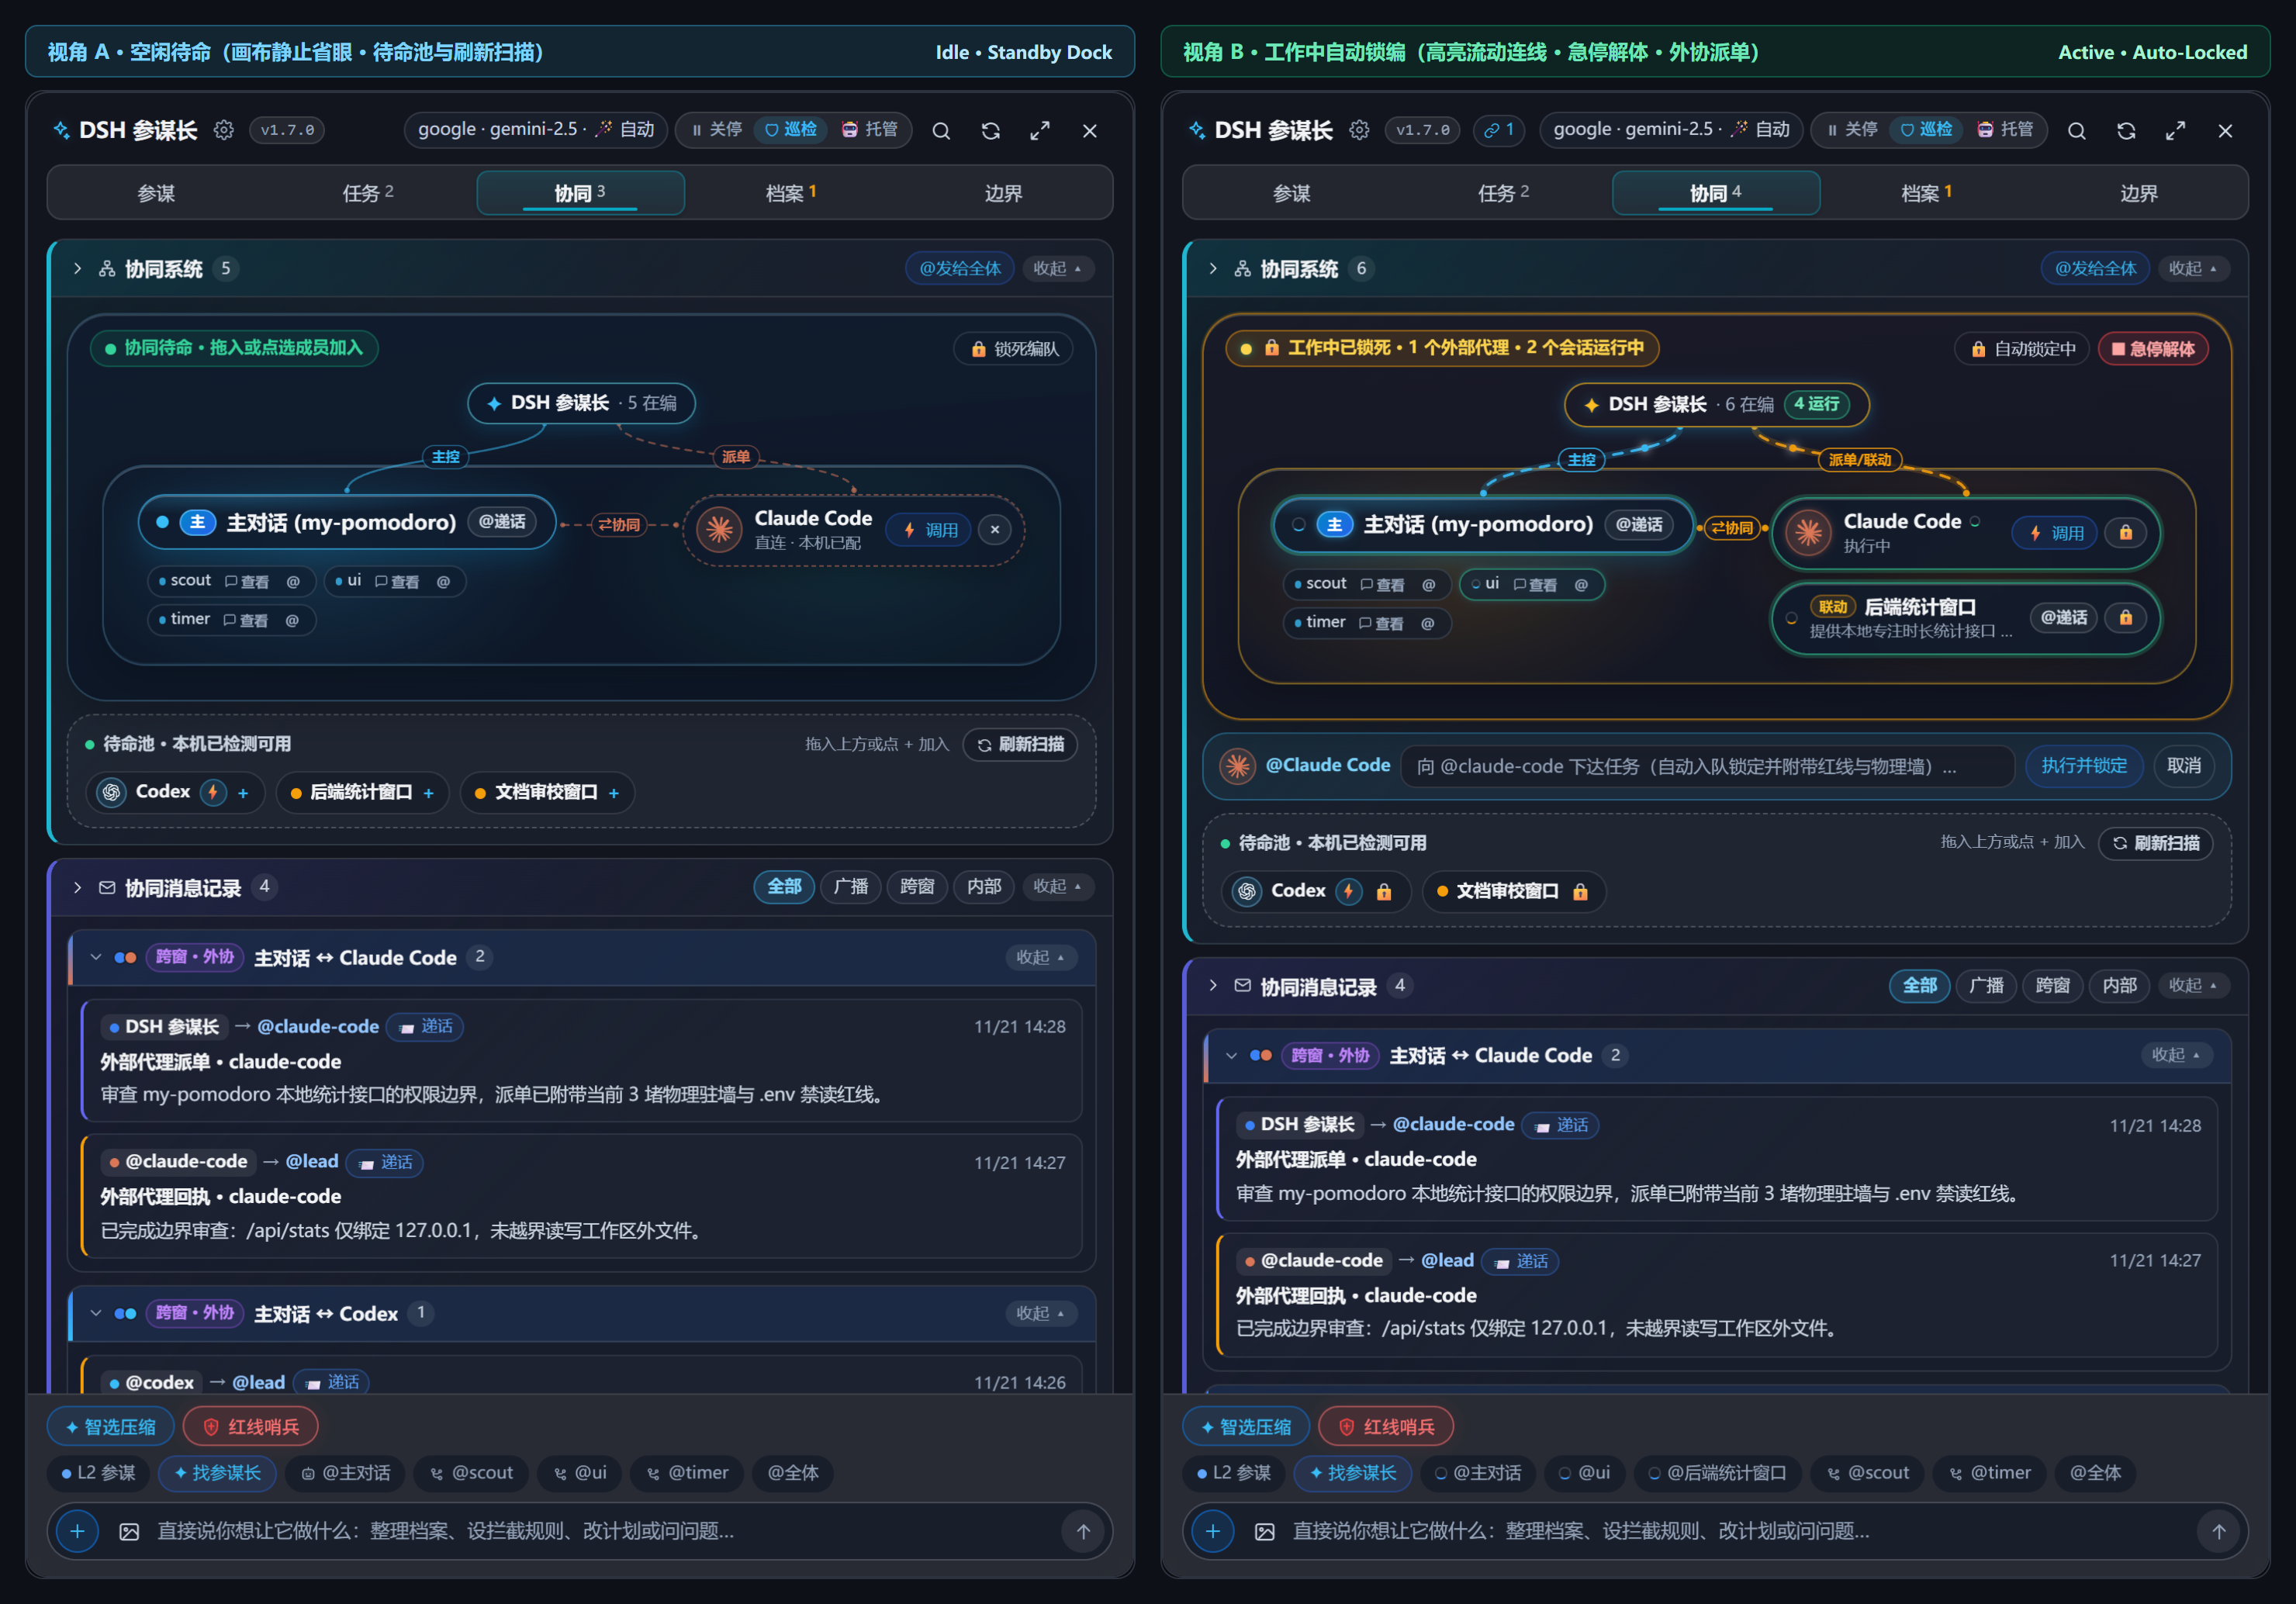 视角 A • 空闲待命（画布静止省眼 • 待命池与刷新扫描） Idle • Standby Dock
DSH 参谋长 v1.7.0 google · gemini-2.5 · 自动 关停 巡检 托管
参谋 任务 2 协同 3 档案 1 边界
协同系统 5 @发给全体 收起
协同待命 • 拖入或点选成员加入 锁死编队
DSH 参谋长 · 5 在编
主控 派单
主 主对话 (my-pomodoro) @递话 ⇄协同 Claude Code 直连 · 本机已配 调用 ×
scout 查看 @ ui 查看 @
timer 查看 @
待命池 • 本机已检测可用 拖入上方或点 + 加入 刷新扫描
Codex + 后端统计窗口 + 文档审校窗口 +
协同消息记录 4 全部 广播 跨窗 内部 收起
跨窗 • 外协 主对话 ↔ Claude Code 2 收起
DSH 参谋长 → @claude-code 递话 11/21 14:28
外部代理派单 • claude-code
审查 my-pomodoro 本地统计接口的权限边界，派单已附带当前 3 堵物理驻墙与 .env 禁读红线。
@claude-code → @lead 递话 11/21 14:27
外部代理回执 • claude-code
已完成边界审查：/api/stats 仅绑定 127.0.0.1，未越界读写工作区外文件。
跨窗 • 外协 主对话 ↔ Codex 1 收起
@codex → @lead 递话 11/21 14:26
智选压缩 红线哨兵
L2 参谋 找参谋长 @主对话 @scout @ui @timer @全体
+ 直接说你想让它做什么：整理档案、设拦截规则、改计划或问问题...
视角 B • 工作中自动锁编（高亮流动连线 • 急停解体 • 外协派单） Active • Auto-Locked
DSH 参谋长 v1.7.0 1 google · gemini-2.5 · 自动 关停 巡检 托管
参谋 任务 2 协同 4 档案 1 边界
协同系统 6 @发给全体 收起
工作中已锁死 • 1 个外部代理 • 2 个会话运行中 自动锁定中 急停解体
DSH 参谋长 · 6 在编 4 运行
主控 派单/联动
主 主对话 (my-pomodoro) @递话 ⇄协同 Claude Code 执行中 调用
scout 查看 @ ui 查看 @
timer 查看 @
联动 后端统计窗口 @递话
提供本地专注时长统计接口 ...
@Claude Code 向 @claude-code 下达任务（自动入队锁定并附带红线与物理墙）... 执行并锁定 取消
待命池 • 本机已检测可用 拖入上方或点 + 加入 刷新扫描
Codex 文档审校窗口
协同消息记录 4 全部 广播 跨窗 内部 收起
跨窗 • 外协 主对话 ↔ Claude Code 2 收起
DSH 参谋长 → @claude-code 递话 11/21 14:28
外部代理派单 • claude-code
审查 my-pomodoro 本地统计接口的权限边界，派单已附带当前 3 堵物理驻墙与 .env 禁读红线。
@claude-code → @lead 递话 11/21 14:27
外部代理回执 • claude-code
已完成边界审查：/api/stats 仅绑定 127.0.0.1，未越界读写工作区外文件。
智选压缩 红线哨兵
L2 参谋 找参谋长 @主对话 @ui @后端统计窗口 @scout @timer @全体
+ 直接说你想让它做什么：整理档案、设拦截规则、改计划或问问题...